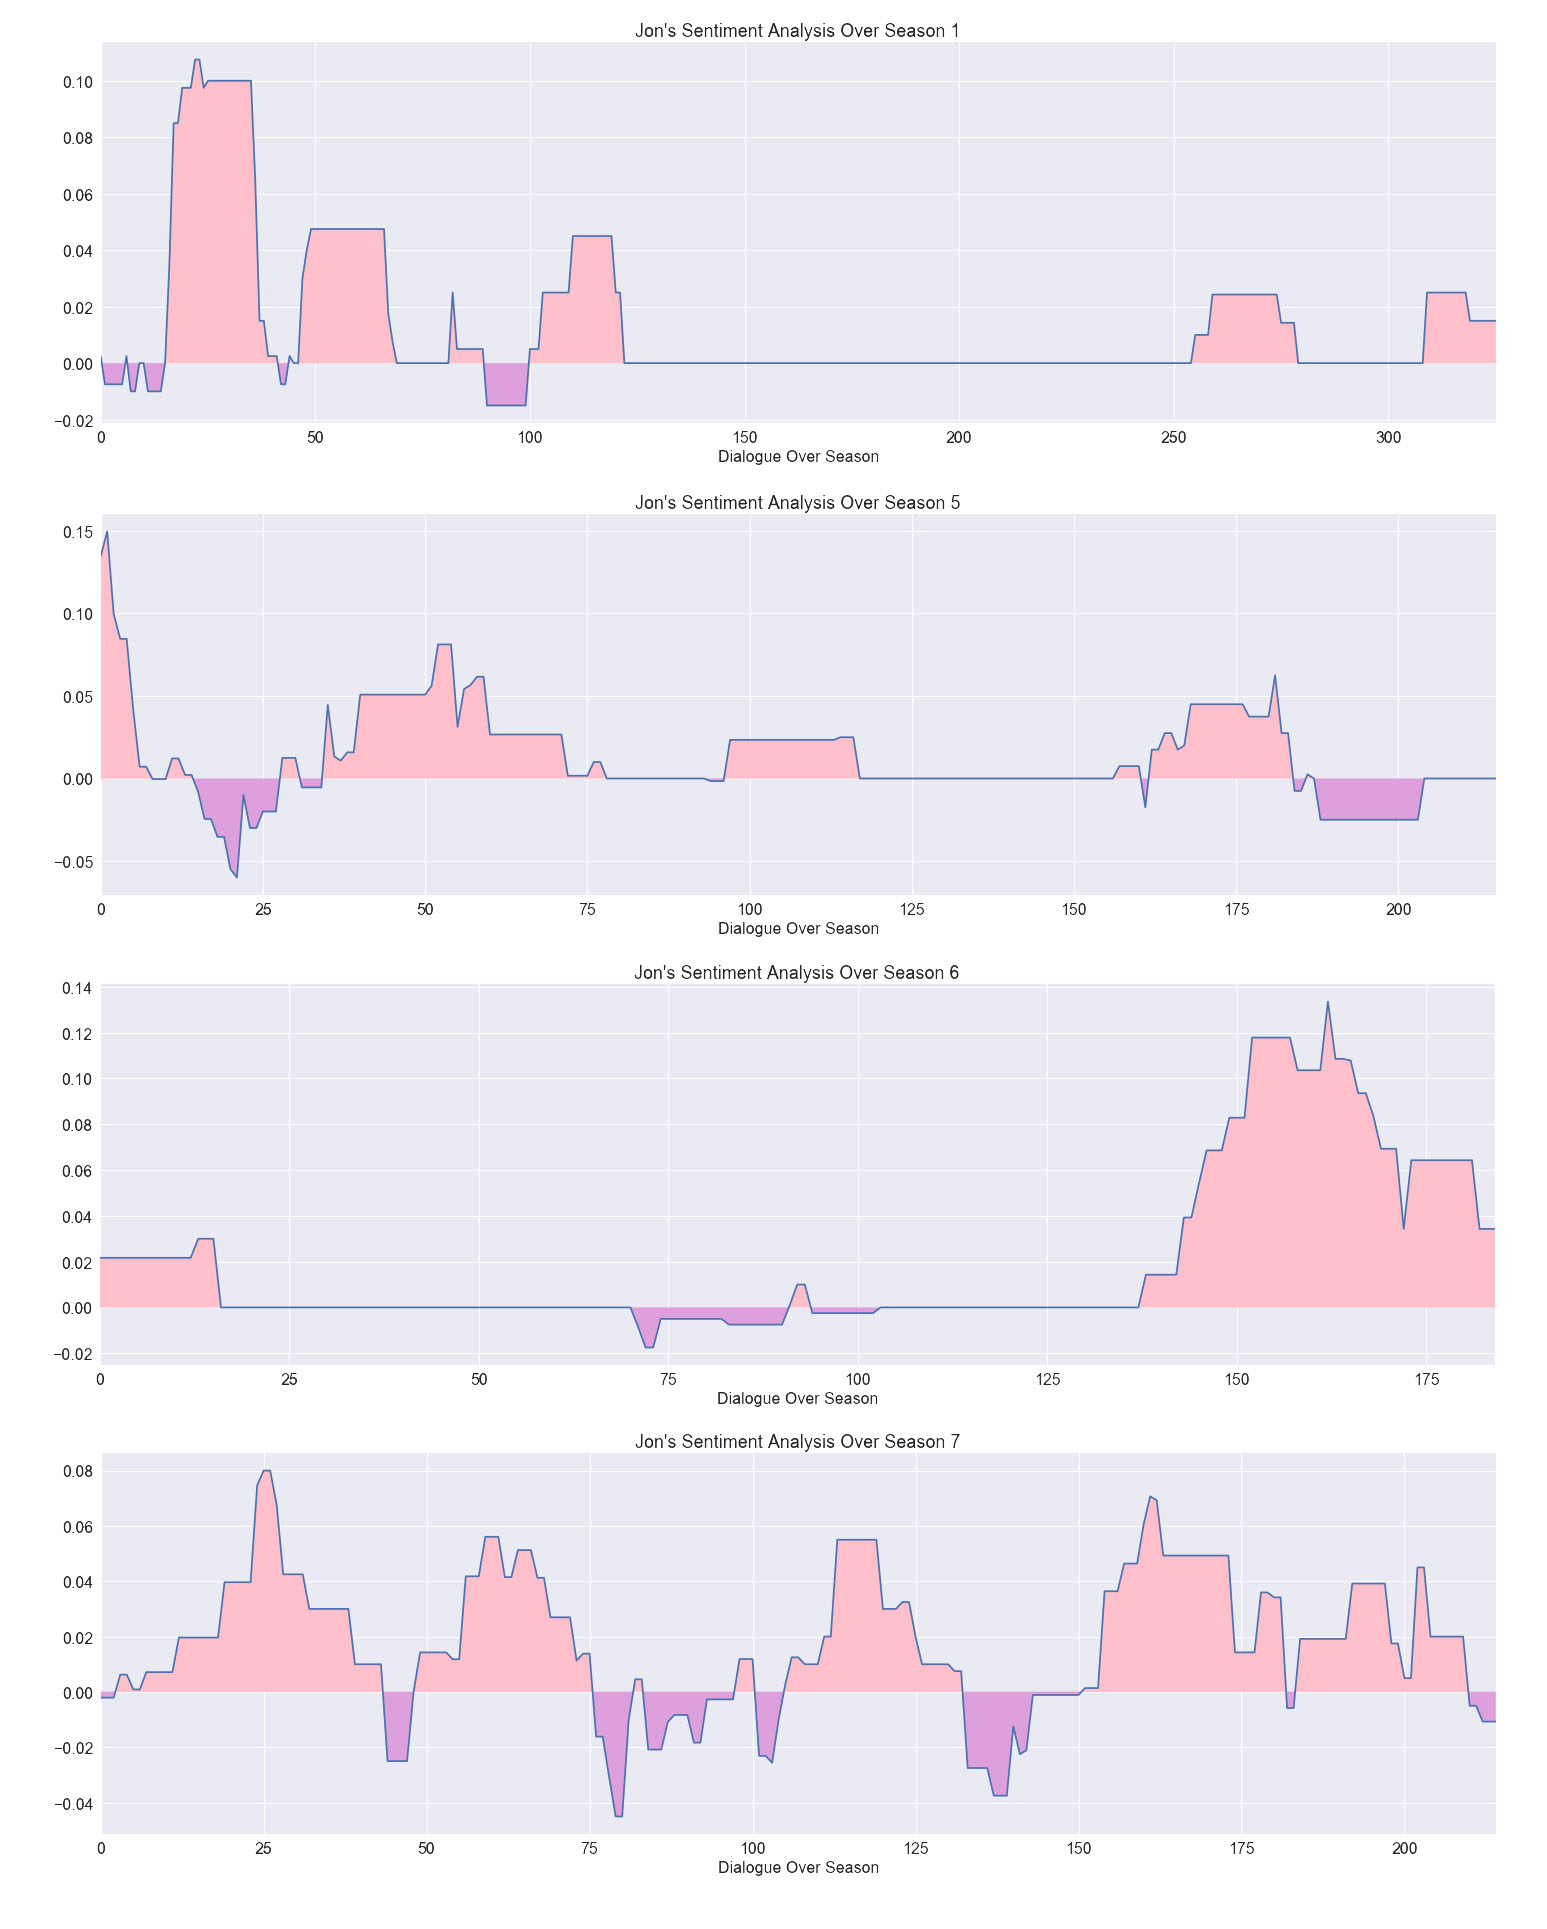 Jon's Sentiment Analysis Over Season 1
0.10
0.08
0.06
0.04
0.02
0.00
−0.02
0 50 100 150 200 250 300
Dialogue Over Season
Jon's Sentiment Analysis Over Season 5
0.15
0.10
0.05
0.00
−0.05
0 25 50 75 100 125 150 175 200
Dialogue Over Season
Jon's Sentiment Analysis Over Season 6
0.14
0.12
0.10
0.08
0.06
0.04
0.02
0.00
−0.02
0 25 50 75 100 125 150 175
Dialogue Over Season
Jon's Sentiment Analysis Over Season 7
0.08
0.06
0.04
0.02
0.00
−0.02
−0.04
0 25 50 75 100 125 150 175 200
Dialogue Over Season